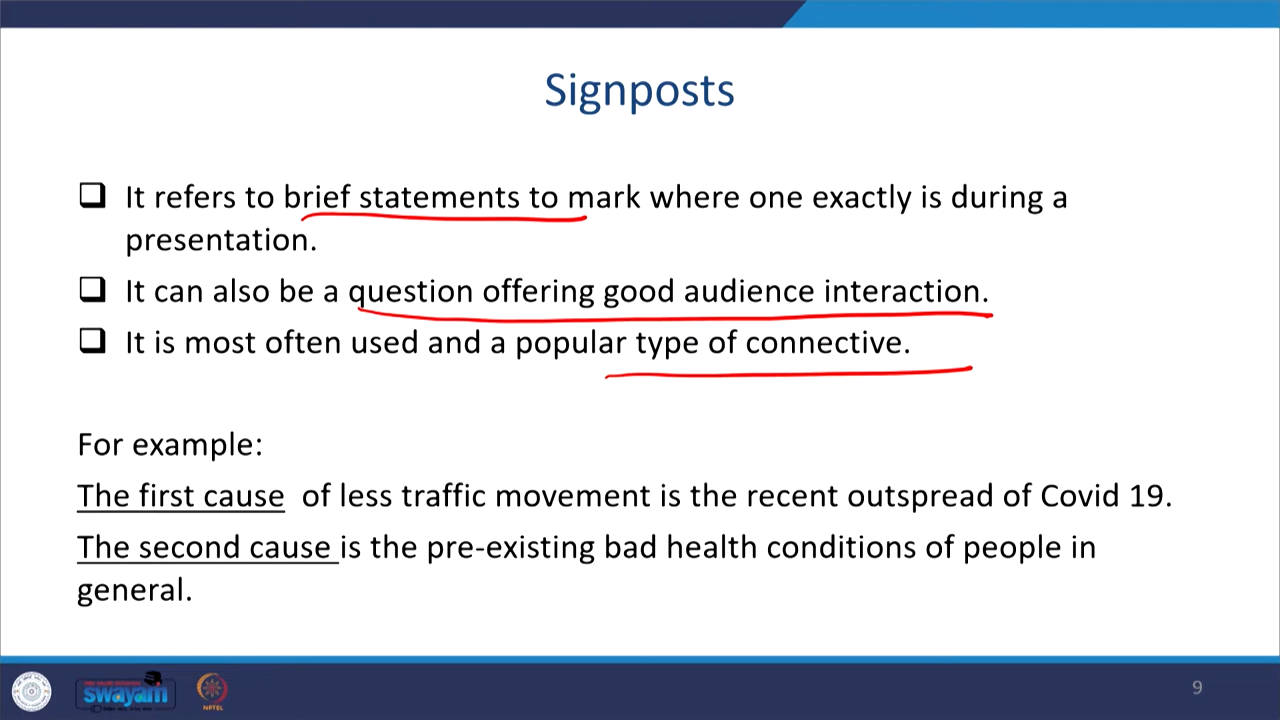 Signposts
It refers to brief statements to mark where one exactly is during a
presentation.
It can also be a question offering good audience interaction.
It is most often used and a popular type of connective.
For example:
The first cause of less traffic movement is the recent outspread of Covid 19.
The second cause is the pre-existing bad health conditions of people in
general.
swayam
NPTEL
9